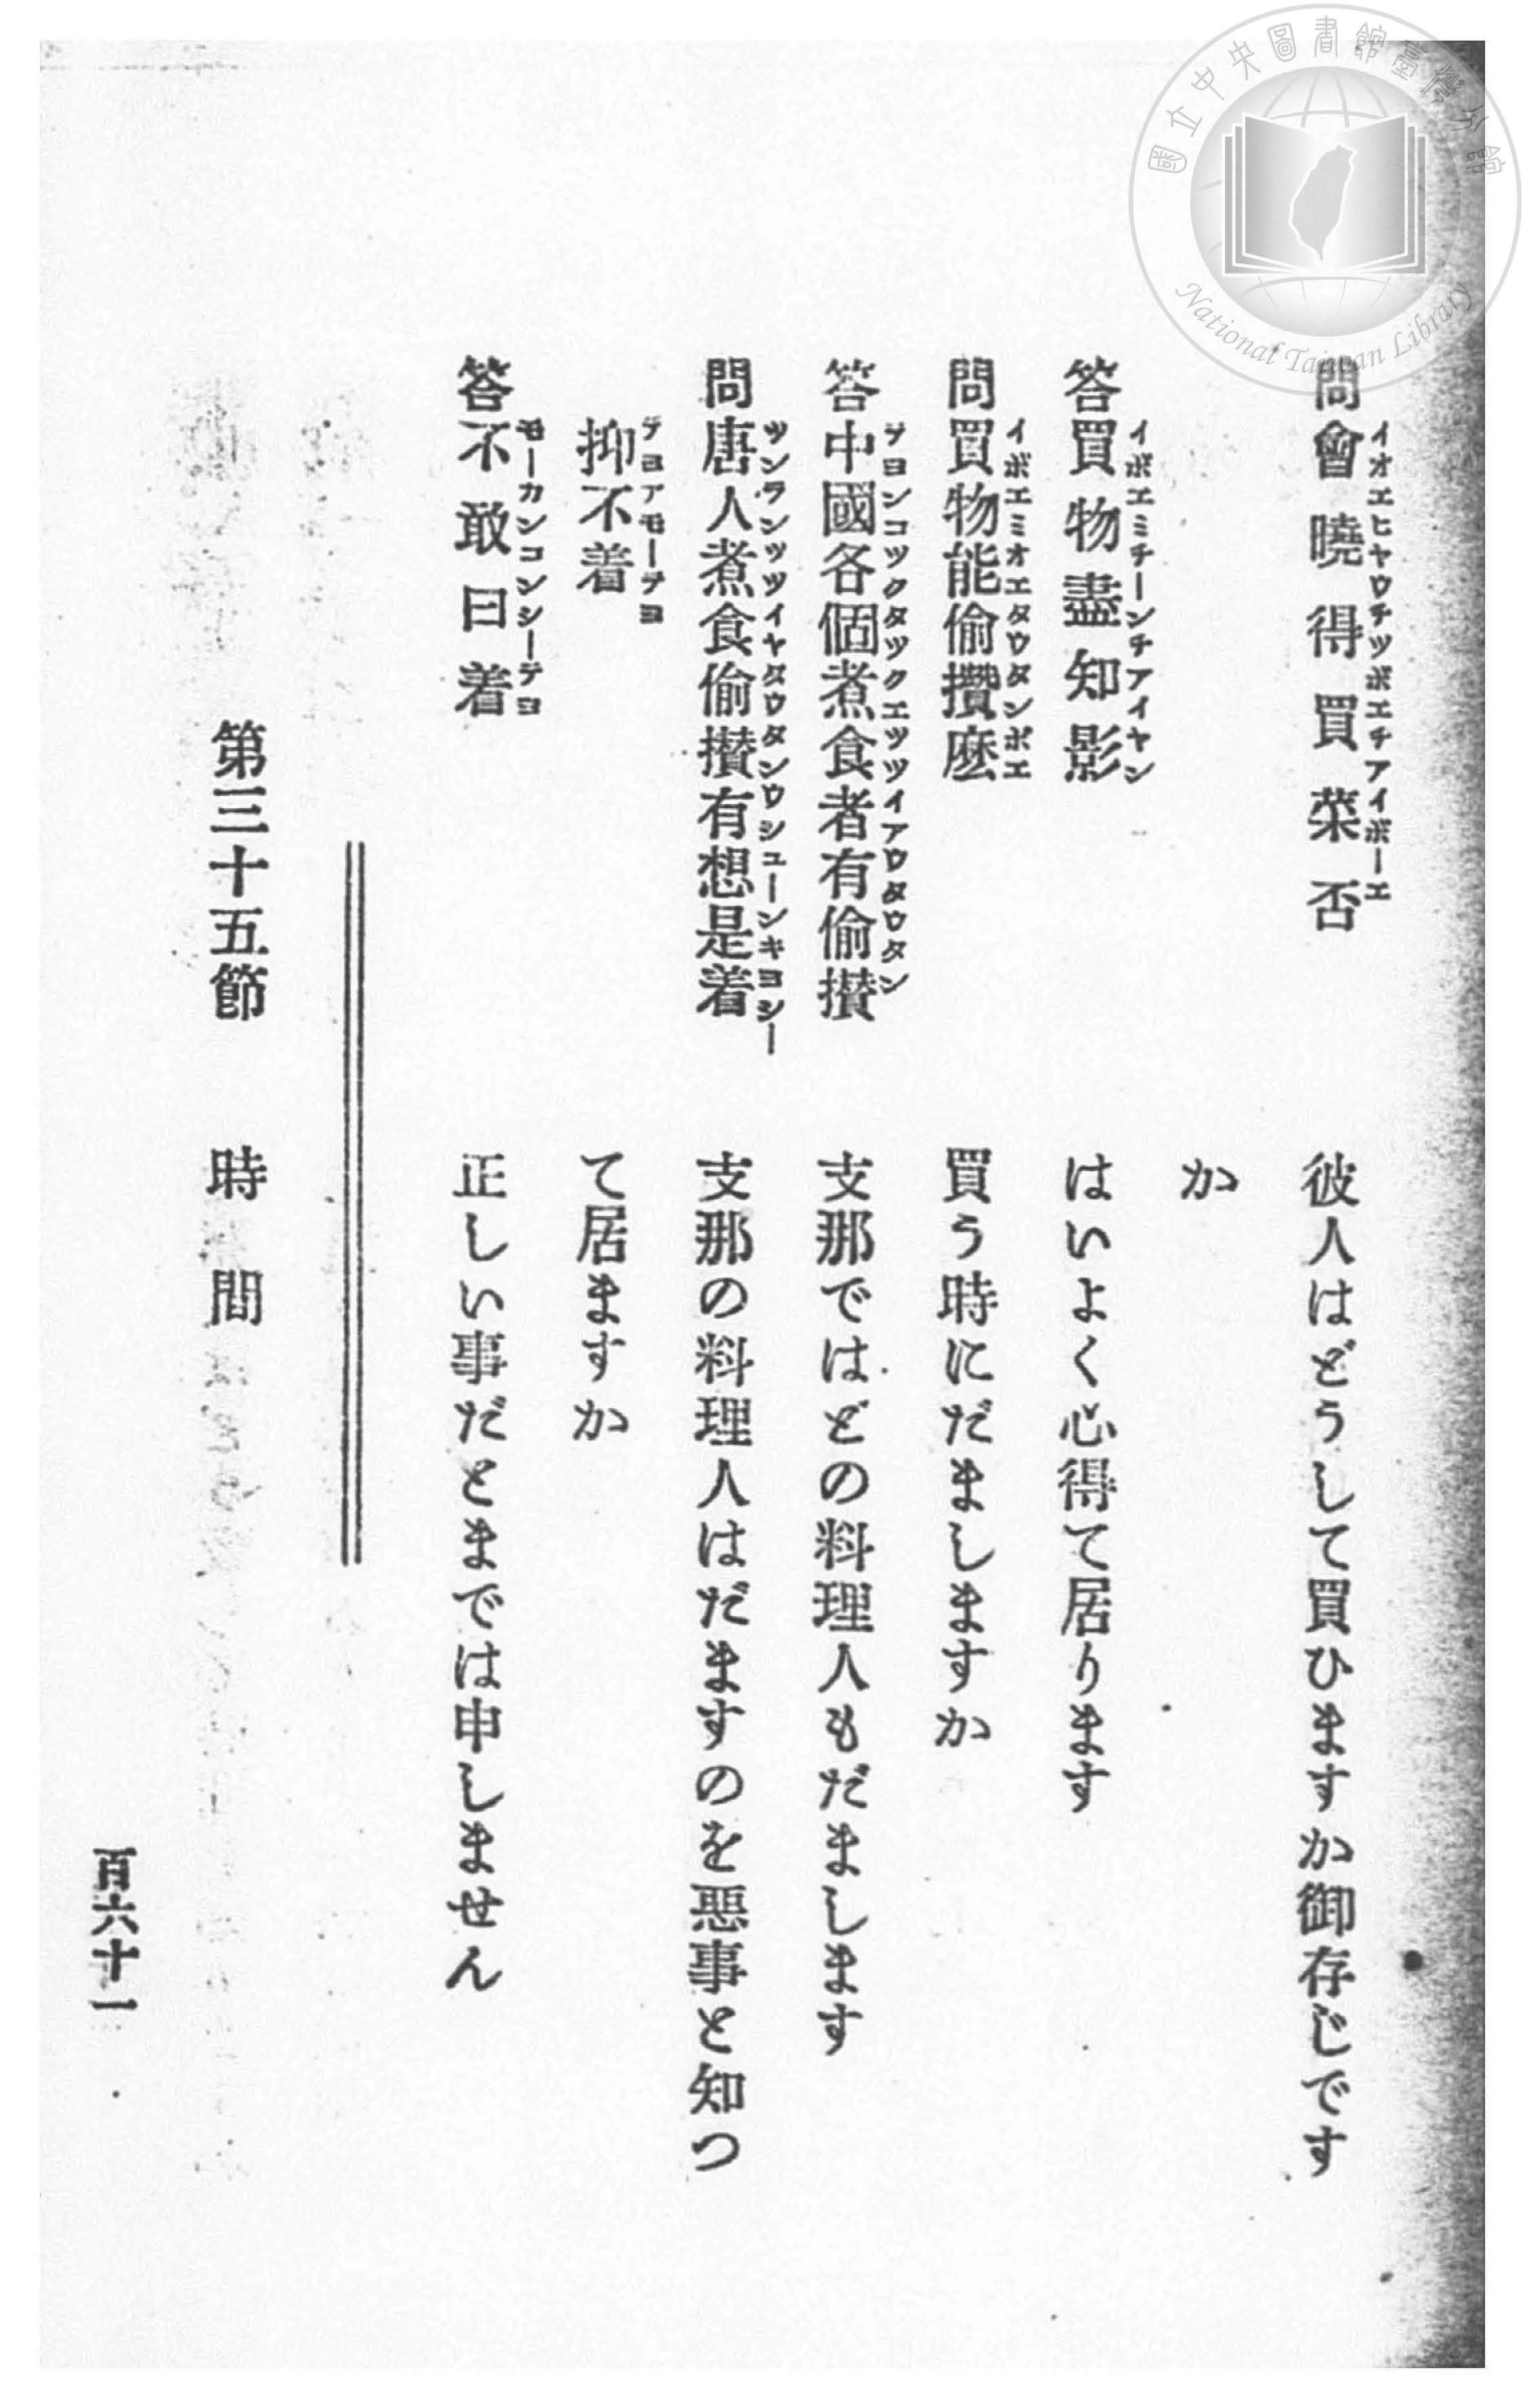 國立中央圖書館臺灣分館
National Taiwan Library
問會曉得買菜否
イオエヒヤウチツボエチアイボーエ
彼人はどうして買ひますか御存じです
か
答買物盡知影
イボエミチーンチアイヤン
はいよく心得て居ります
問買物能偷攢麽
イボエミオエタウタンボエ
買う時にだましますか
答中國各個煮食者有偷攢
テヨンコツクタツクエツツイアウタウタン
支那ではどの料理人もだまします
問唐人煮食偷攢有想是着
ツンランツツイヤタウタンウシユーンキヨシー
支那の料理人はだますのを惡事と知つ
抑不着
テヨアモーテヨ
て居ますか
答不敢曰着
モーカンコンシーテヨ
正しい事だとまでは申しません
第三十五節 時間
百六十一